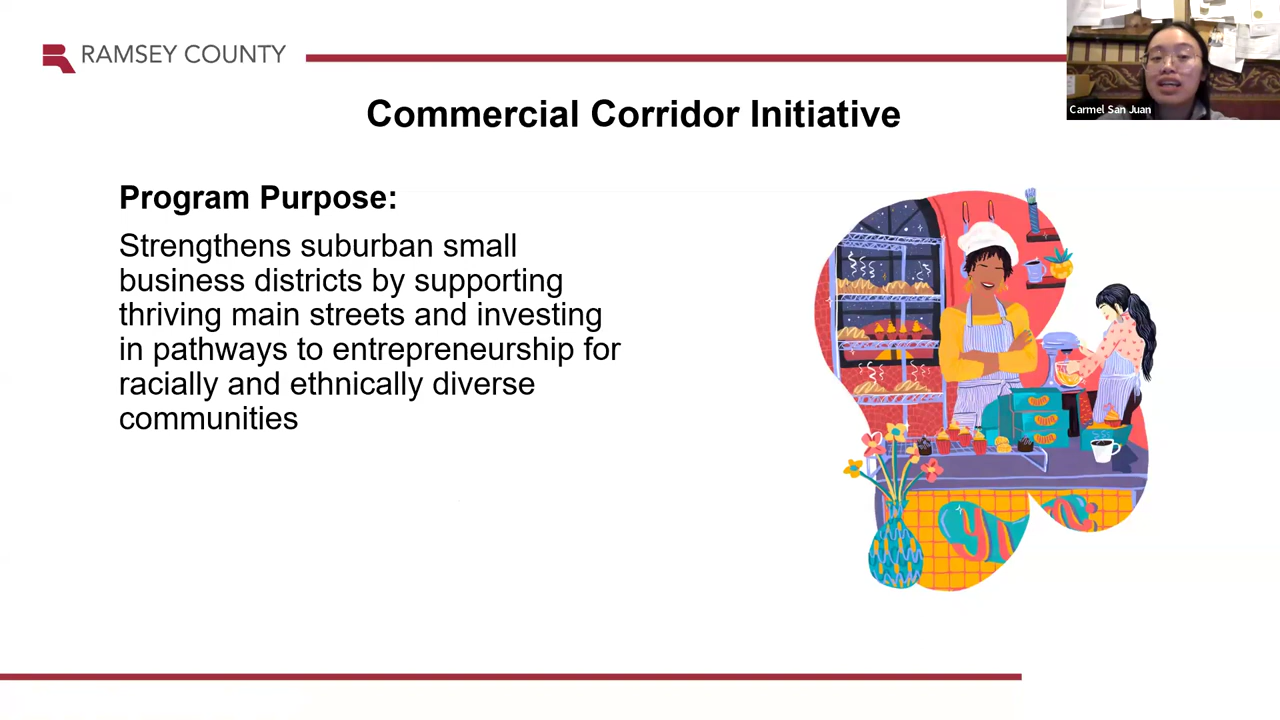 RAMSEY COUNTY
Carmel San Juan
Commercial Corridor Initiative
Program Purpose:
Strengthens suburban small
business districts by supporting
thriving main streets and investing
in pathways to entrepreneurship for
racially and ethnically diverse
communities